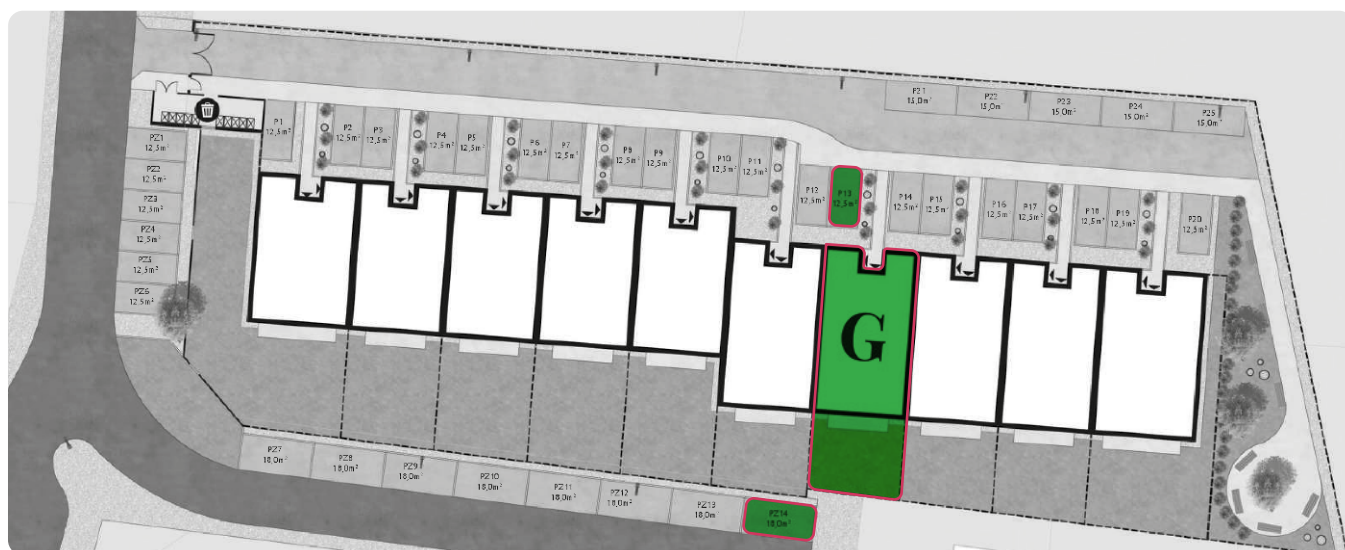 P21
15,0m²
P22
15,0m
P23
15,0m²
P24
15,0m²
P25
15,0m²
P1
12,5m²
P2
12,5m²
P3
12,5m²
P4
12,5m²
P5
12,5m²
P6
12,5m²
P7
12,5m²
P8
12,5m²
P9
12,5m²
P10
12,5m²
P11
12,5m²
P12
12,5m²
P13
12,5m²
P14
12,5m²
P15
12,5m²
P16
12,5m²
P17
12,5m²
P18
12,5m²
P19
12,5m²
P20
12,5m²
PZ1
12,5m²
PZ2
12,5m²
PZ3
12,5m²
PZ4
12,5m²
PZ5
12,5m²
PZ6
12,5m²
G
PZ7
18,0m²
PZ8
18,0m²
PZ9
18,0m²
PZ10
18,0m²
PZ11
18,0m²
PZ12
18,0m²
PZ13
18,0m
PZ14
18,0m²